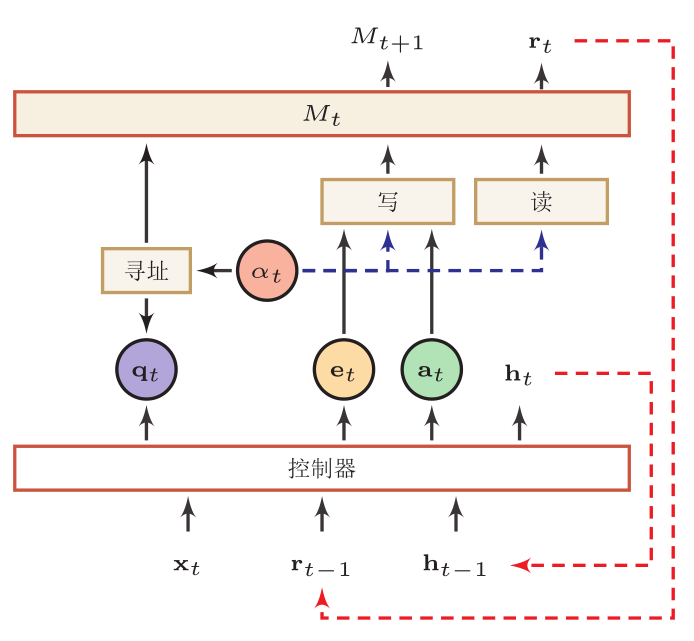 M_{t+1} r_t
M_t
写 读
寻址 α_t
q_t e_t a_t h_t
控制器
x_t r_{t−1} h_{t−1}